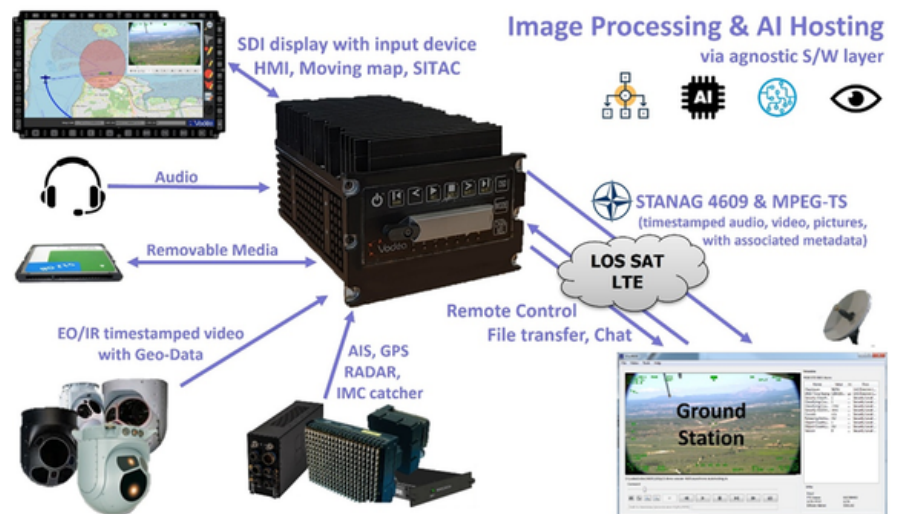 Image Processing & AI Hosting
via agnostic S/W layer
AI
SDI display with input device
HMI, Moving map, SITAC
Vodéo
Audio
Removable Media
Vodéo
STANAG 4609 & MPEG-TS
(timestamped audio, video, pictures,
with associated metadata)
LOS SAT
LTE
Remote Control
File transfer, Chat
EO/IR timestamped video
with Geo-Data
AIS, GPS
RADAR,
IMC catcher
Ground
Station